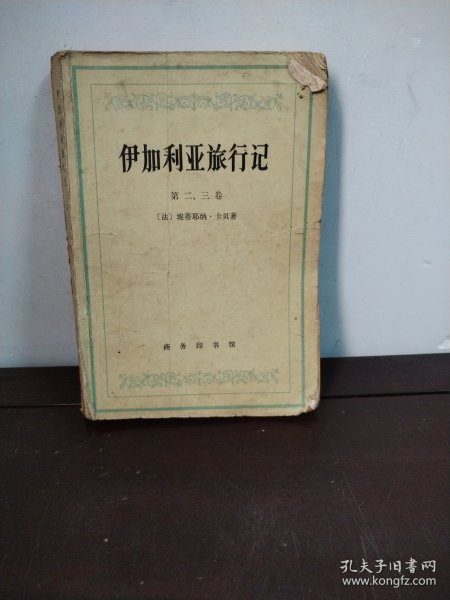 伊加利亚旅行记
第二、三卷
〔法〕埃蒂耶纳·卡贝著
商务印书馆
孔夫子旧书网
www.kongfz.com